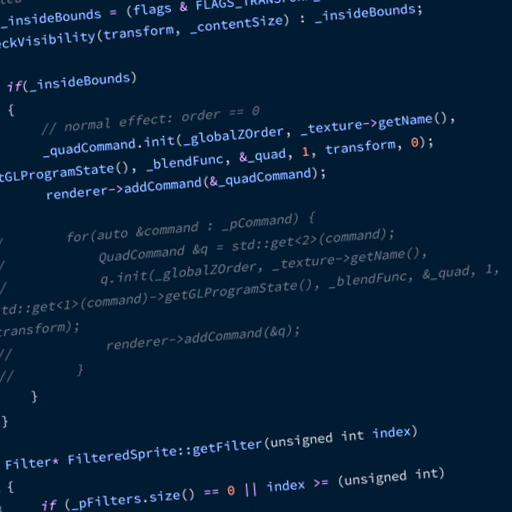 _insideBounds = (flags & FLAGS_TRANSF
ckVisibility(transform, _contentSize) : _insideBounds;
if(_insideBounds)
{
// normal effect: order == 0
_quadCommand.init(_globalZOrder, _texture->getName(),
tGLProgramState(), _blendFunc, &_quad, 1, transform, 0);
renderer->addCommand(&_quadCommand);
/ for(auto &command : _pCommand) {
/ QuadCommand &q = std::get<2>(command);
/ q.init(_globalZOrder, _texture->getName(),
td::get<1>(command)->getGLProgramState(), _blendFunc, &_quad, 1,
transform);
// renderer->addCommand(&q);
// }
}
}
Filter* FilteredSprite::getFilter(unsigned int index)
{
if (_pFilters.size() == 0 || index >= (unsigned int)